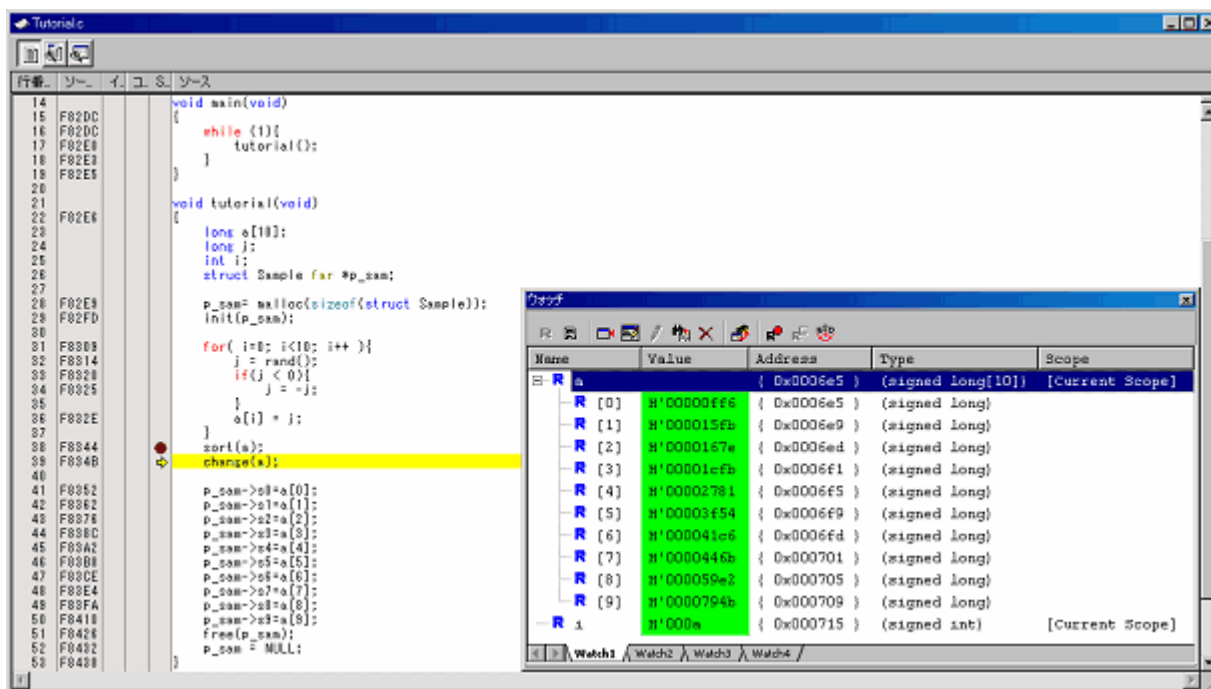 Tutorial.c
行番_ ソー_ イ_ コ_ S_ ソース
14 void main(void)
15 F82DC {
16 F82DC while (1){
17 F82E0 tutorial();
18 F82E3 }
19 F82E5 }
20
21 void tutorial(void)
22 F82E6 {
23 long a[10];
24 long j;
25 int i;
26 struct Sample far *p_sam;
27
28 F82E9 p_sam= malloc(sizeof(struct Sample));
29 F82FD init(p_sam);
30
31 F8309 for( i=0; i<10; i++ ){
32 F8314 j = rand();
33 F8320 if(j < 0){
34 F8325 j = -j;
35 }
36 F832E a[i] = j;
37 }
38 F8344 sort(a);
39 F834B change(a);
40
41 F8352 p_sam->s0=a[0];
42 F8362 p_sam->s1=a[1];
43 F8376 p_sam->s2=a[2];
44 F838C p_sam->s3=a[3];
45 F83A2 p_sam->s4=a[4];
46 F83B8 p_sam->s5=a[5];
47 F83CE p_sam->s6=a[6];
48 F83E4 p_sam->s7=a[7];
49 F83FA p_sam->s8=a[8];
50 F8410 p_sam->s9=a[9];
51 F8426 free(p_sam);
52 F8432 p_sam = NULL;
53 F8438 }
ウォッチ
Name Value Address Type Scope
R a { 0x0006e5 } (signed long[10]) [Current Scope]
R [0] H'00000ff6 { 0x0006e5 } (signed long)
R [1] H'000015fb { 0x0006e9 } (signed long)
R [2] H'0000167e { 0x0006ed } (signed long)
R [3] H'00001cfb { 0x0006f1 } (signed long)
R [4] H'00002781 { 0x0006f5 } (signed long)
R [5] H'00003f54 { 0x0006f9 } (signed long)
R [6] H'000041c6 { 0x0006fd } (signed long)
R [7] H'0000446b { 0x000701 } (signed long)
R [8] H'000059e2 { 0x000705 } (signed long)
R [9] H'0000794b { 0x000709 } (signed long)
R i H'000a { 0x000715 } (signed int) [Current Scope]
Watch1 Watch2 Watch3 Watch4